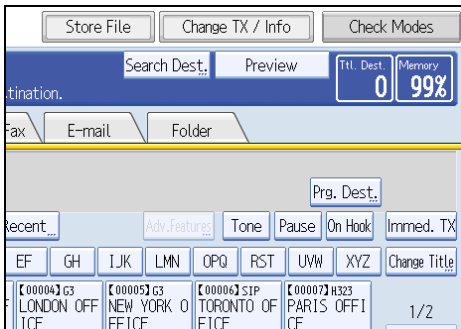 Store File Change TX / Info Check Modes
Search Dest. Preview Ttl. Dest. Memory
tination. 0 99%
Fax E-mail Folder
Prg. Dest.
Recent Adv.Features Tone Pause On Hook Immed. TX
EF GH IJK LMN OPQ RST UVW XYZ Change Title
【00004】G3 【00005】G3 【00006】SIP 【00007】H323
LONDON OFF NEW YORK O TORONTO OF PARIS OFFI 1/2
ICE FFICE FICE CE